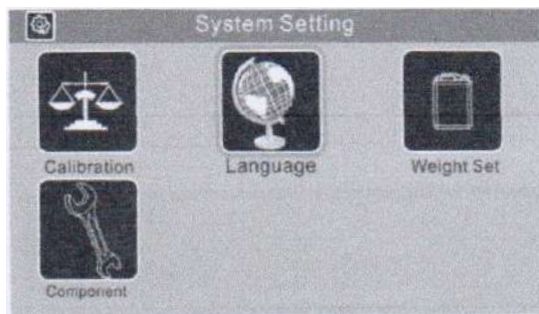 System Setting
Calibration
Language
Weight Set
Component